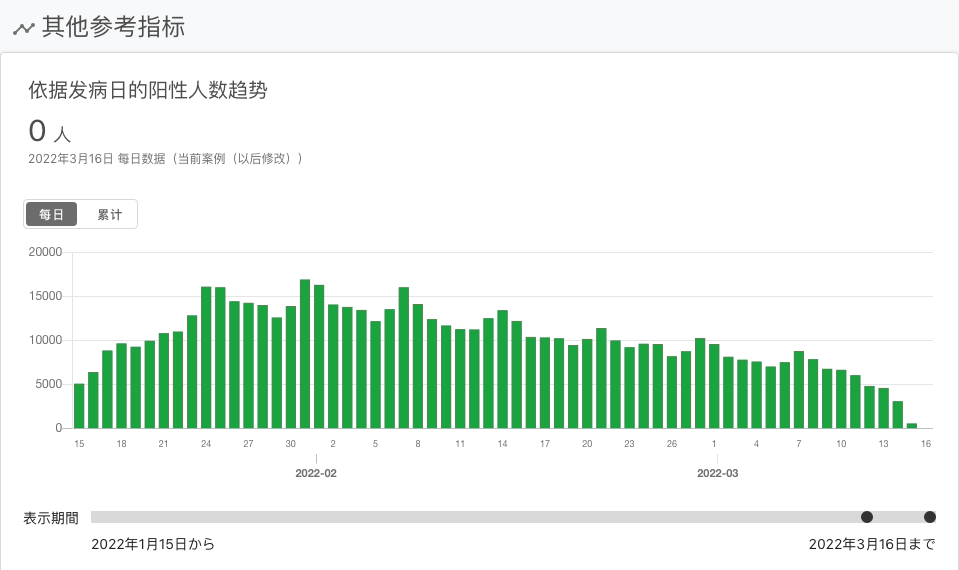 其他参考指标
依据发病日的阳性人数趋势
0 人
2022年3月16日 每日数据（当前案例（以后修改））
每日 累计
20000
15000
10000
5000
0
15 18 21 24 27 30 2 5 8 11 14 17 20 23 26 1 4 7 10 13 16
2022-02 2022-03
表示期間
2022年1月15日から 2022年3月16日まで